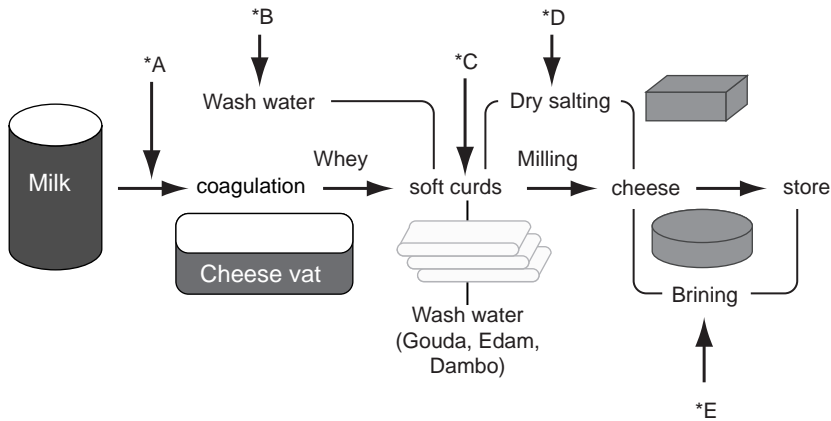 *B
*D
*A
*C
Wash water
Dry salting
Milk
Whey
Milling
coagulation
soft curds
cheese
store
Cheese vat
Brining
Wash water
(Gouda, Edam,
Dambo)
*E